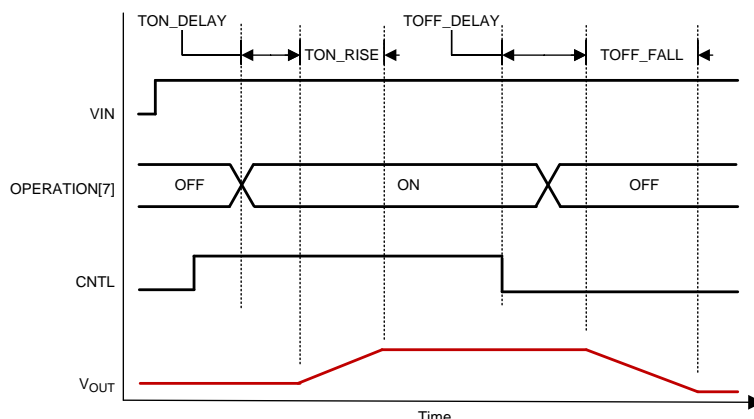 TON_DELAY
TOFF_DELAY
TON_RISE
TOFF_FALL
VIN
OPERATION[7]
OFF
ON
OFF
CNTL
VOUT
Time